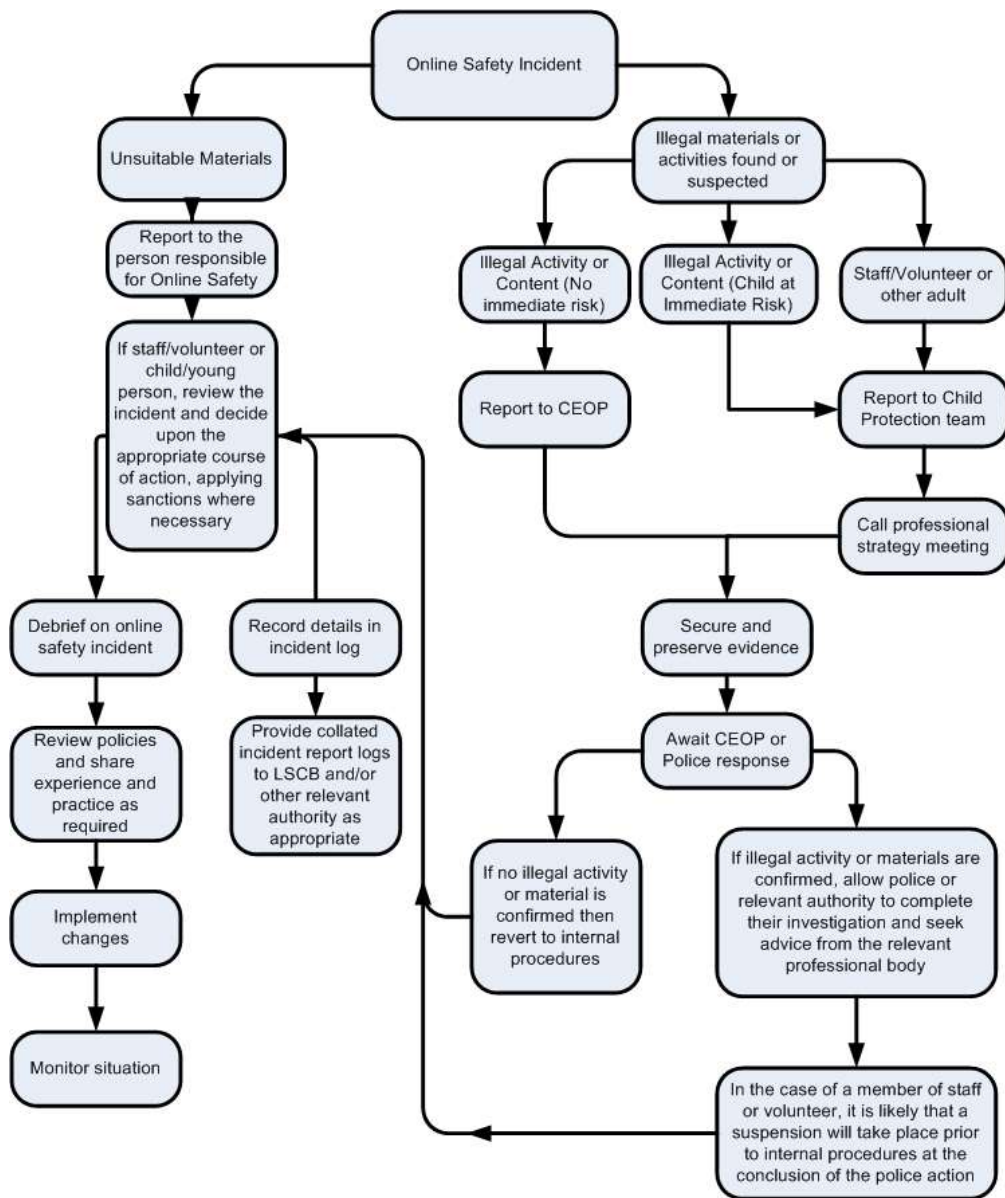 Online Safety Incident
Unsuitable Materials
Illegal materials or
activities found or
suspected
Report to the
person responsible
for Online Safety
Illegal Activity or
Content (No
immediate risk)
Illegal Activity or
Content (Child at
Immediate Risk)
Staff/Volunteer or
other adult
If staff/volunteer or
child/young
person, review the
incident and decide
upon the
appropriate course
of action, applying
sanctions where
necessary
Report to CEOP
Report to Child
Protection team
Call professional
strategy meeting
Debrief on online
safety incident
Record details in
incident log
Secure and
preserve evidence
Review policies
and share
experience and
practice as
required
Provide collated
incident report logs
to LSCB and/or
other relevant
authority as
appropriate
Await CEOP or
Police response
If no illegal activity
or material is
confirmed then
revert to internal
procedures
If illegal activity or materials are
confirmed, allow police or
relevant authority to complete
their investigation and seek
advice from the relevant
professional body
Implement
changes
Monitor situation
In the case of a member of staff
or volunteer, it is likely that a
suspension will take place prior
to internal procedures at the
conclusion of the police action